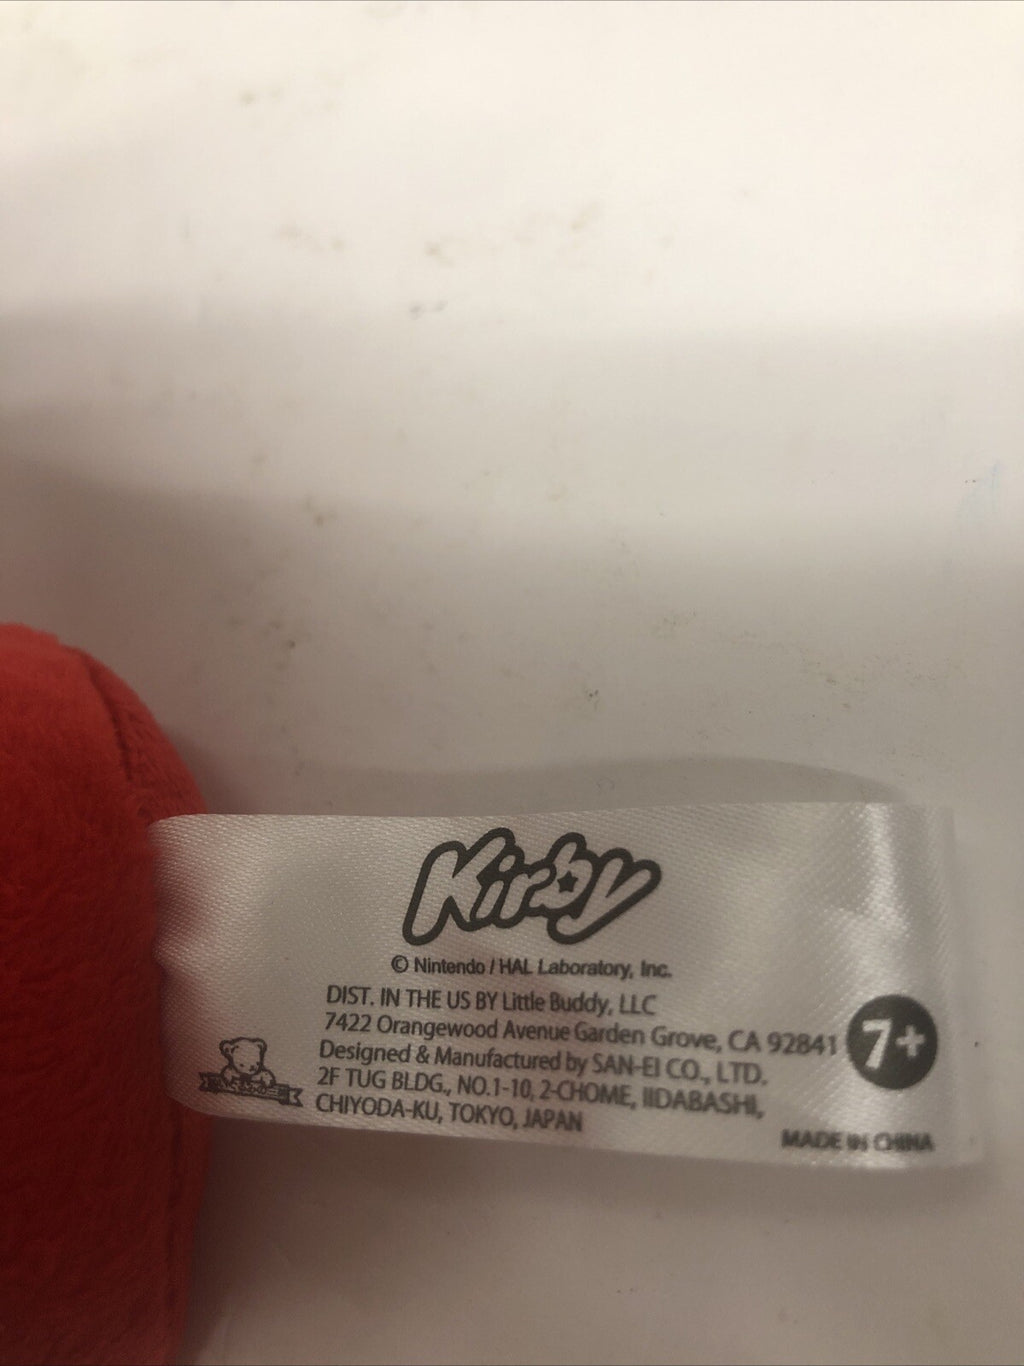 Kirby
© Nintendo / HAL Laboratory, Inc.
DIST. IN THE US BY Little Buddy, LLC
7422 Orangewood Avenue Garden Grove, CA 92841
Designed & Manufactured by SAN-EI CO., LTD.
2F TUG BLDG., NO.1-10, 2-CHOME, IIDABASHI,
CHIYODA-KU, TOKYO, JAPAN
7+
MADE IN CHINA